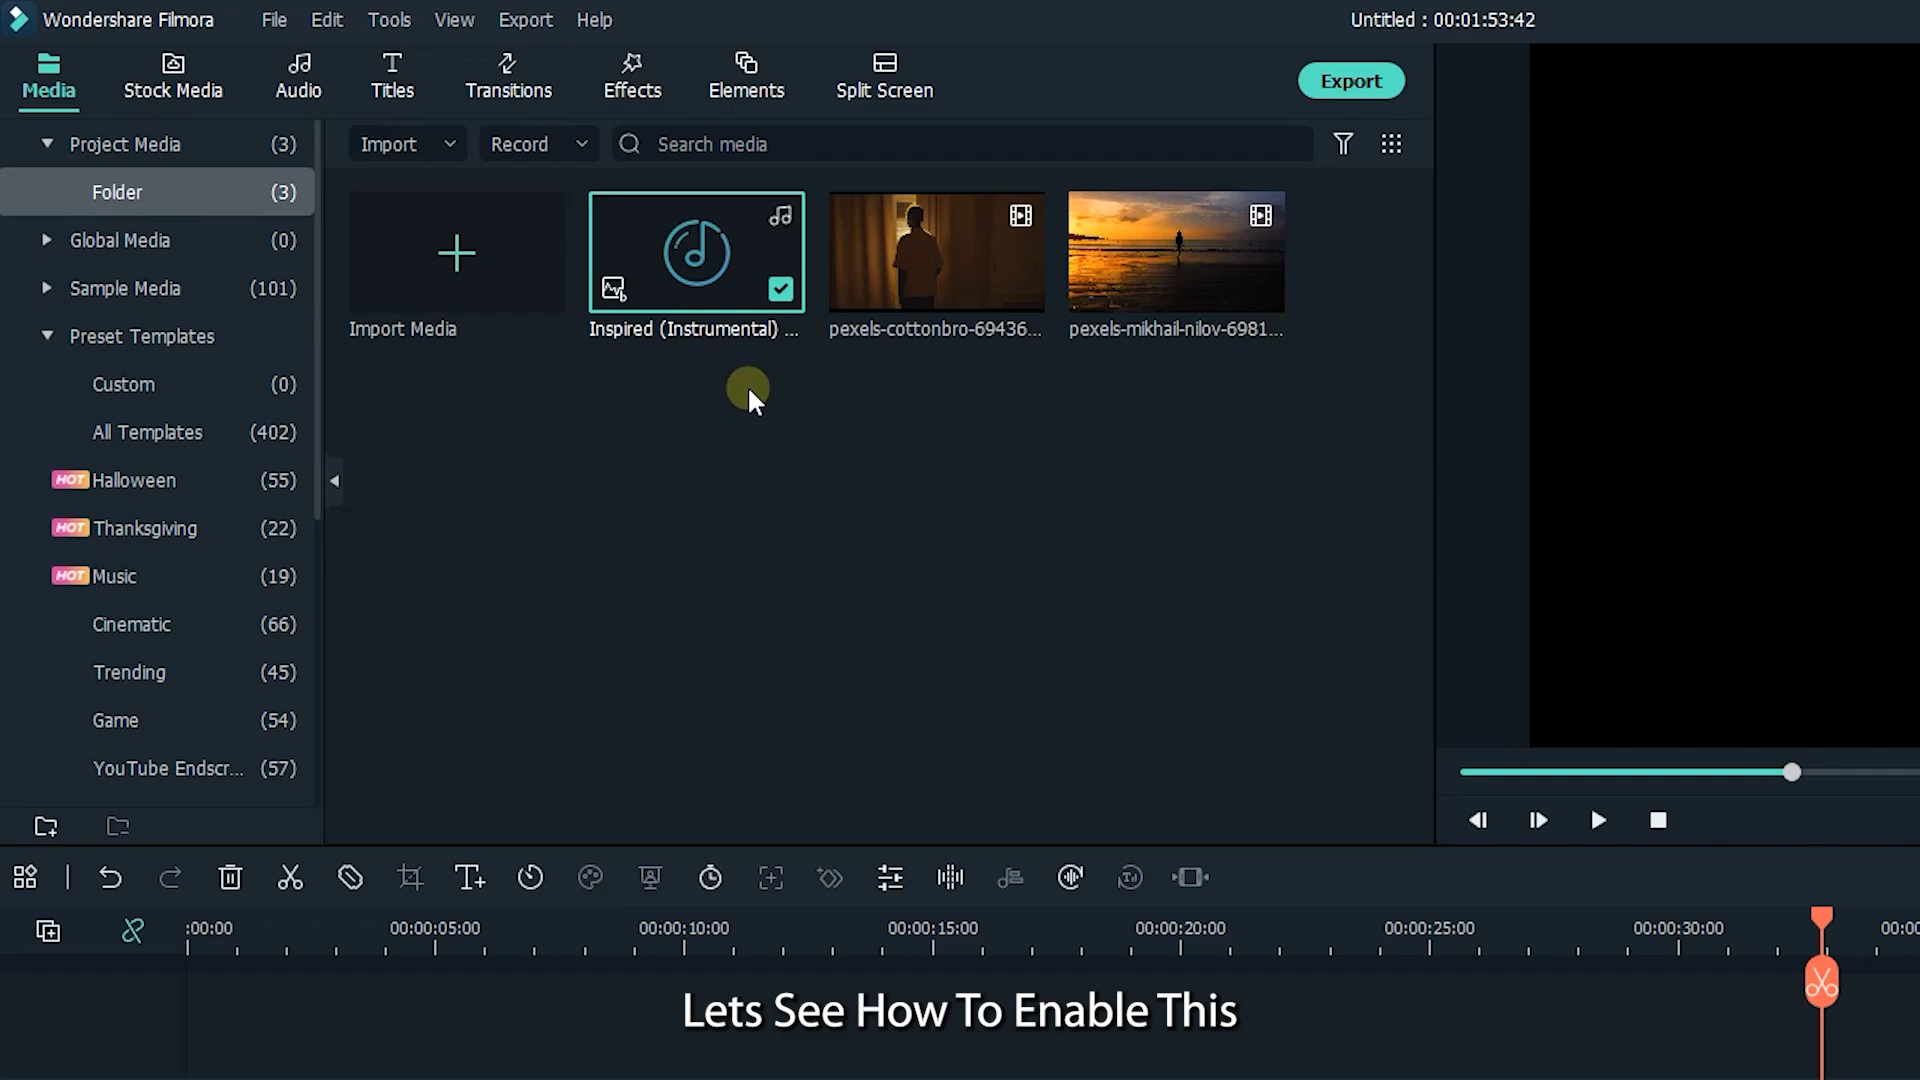 Wondershare Filmora File Edit Tools View Export Help Untitled : 00:01:53:42
Media Stock Media Audio Titles Transitions Effects Elements Split Screen Export
Project Media (3)
Folder (3)
Global Media (0)
Sample Media (101)
Preset Templates
Custom (0)
All Templates (402)
HOT Halloween (55)
HOT Thanksgiving (22)
HOT Music (19)
Cinematic (66)
Trending (45)
Game (54)
YouTube Endscr... (57)
Import Record Search media
Import Media Inspired (Instrumental) ... pexels-cottonbro-69436... pexels-mikhail-nilov-6981...
:00:00 00:00:05:00 00:00:10:00 00:00:15:00 00:00:20:00 00:00:25:00 00:00:30:00 00:00
Lets See How To Enable This